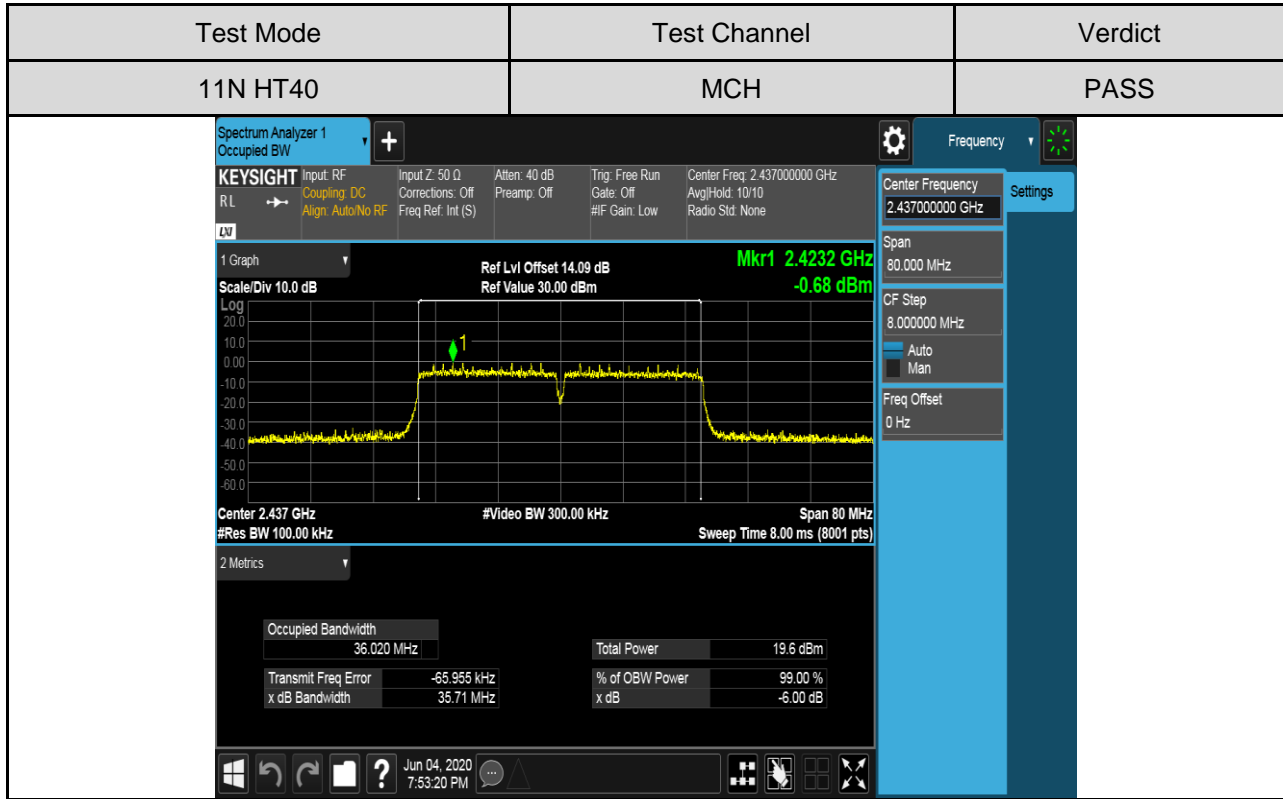 Test Mode Test Channel Verdict
11N HT40 MCH PASS
Spectrum Analyzer 1
Occupied BW
+
Frequency
KEYSIGHT Input: RF Input Z: 50 Ω Atten: 40 dB Trig: Free Run Center Freq: 2.437000000 GHz
RL Coupling: DC Corrections: Off Preamp: Off Gate: Off Avg|Hold: 10/10
Align: Auto/No RF Freq Ref: Int (S) #IF Gain: Low Radio Std: None
LXI
Center Frequency
2.437000000 GHz
Settings
Span
80.000 MHz
CF Step
8.000000 MHz
Auto
Man
Freq Offset
0 Hz
1 Graph Ref Lvl Offset 14.09 dB Mkr1 2.4232 GHz
Scale/Div 10.0 dB Ref Value 30.00 dBm -0.68 dBm
Log
20.0
10.0
1
0.00
-10.0
-20.0
-30.0
-40.0
-50.0
-60.0
Center 2.437 GHz #Video BW 300.00 kHz Span 80 MHz
#Res BW 100.00 kHz Sweep Time 8.00 ms (8001 pts)
2 Metrics
Occupied Bandwidth
36.020 MHz Total Power 19.6 dBm
Transmit Freq Error -65.955 kHz % of OBW Power 99.00 %
x dB Bandwidth 35.71 MHz x dB -6.00 dB
? Jun 04, 2020
7:53:20 PM